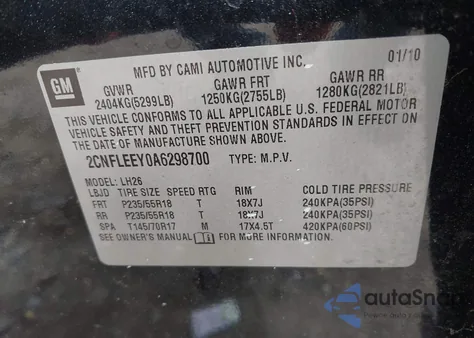 GM
MFD BY CAMI AUTOMOTIVE INC. 01/10
GVWR GAWR FRT GAWR RR
2404KG(5299LB) 1250KG(2755LB) 1280KG(2821LB)
THIS VEHICLE CONFORMS TO ALL APPLICABLE U.S. FEDERAL MOTOR
VEHICLE SAFETY AND THEFT PREVENTION STANDARDS IN EFFECT ON
THE DATE OF MANUFACTURE SHOWN ABOVE.
2CNFLEEY0A6298700 TYPE: M.P.V.
MODEL: LH26
LBJD TIRE SIZE SPEED RTG RIM COLD TIRE PRESSURE
FRT P235/55R18 T 18X7J 240KPA(35PSI)
RR P235/55R18 T 18X7J 240KPA(35PSI)
SPA T145/70R17 M 17X4.5T 420KPA(60PSI)
SEE OWNER'S MANUAL FOR MORE INFORMATION.
autoSnap